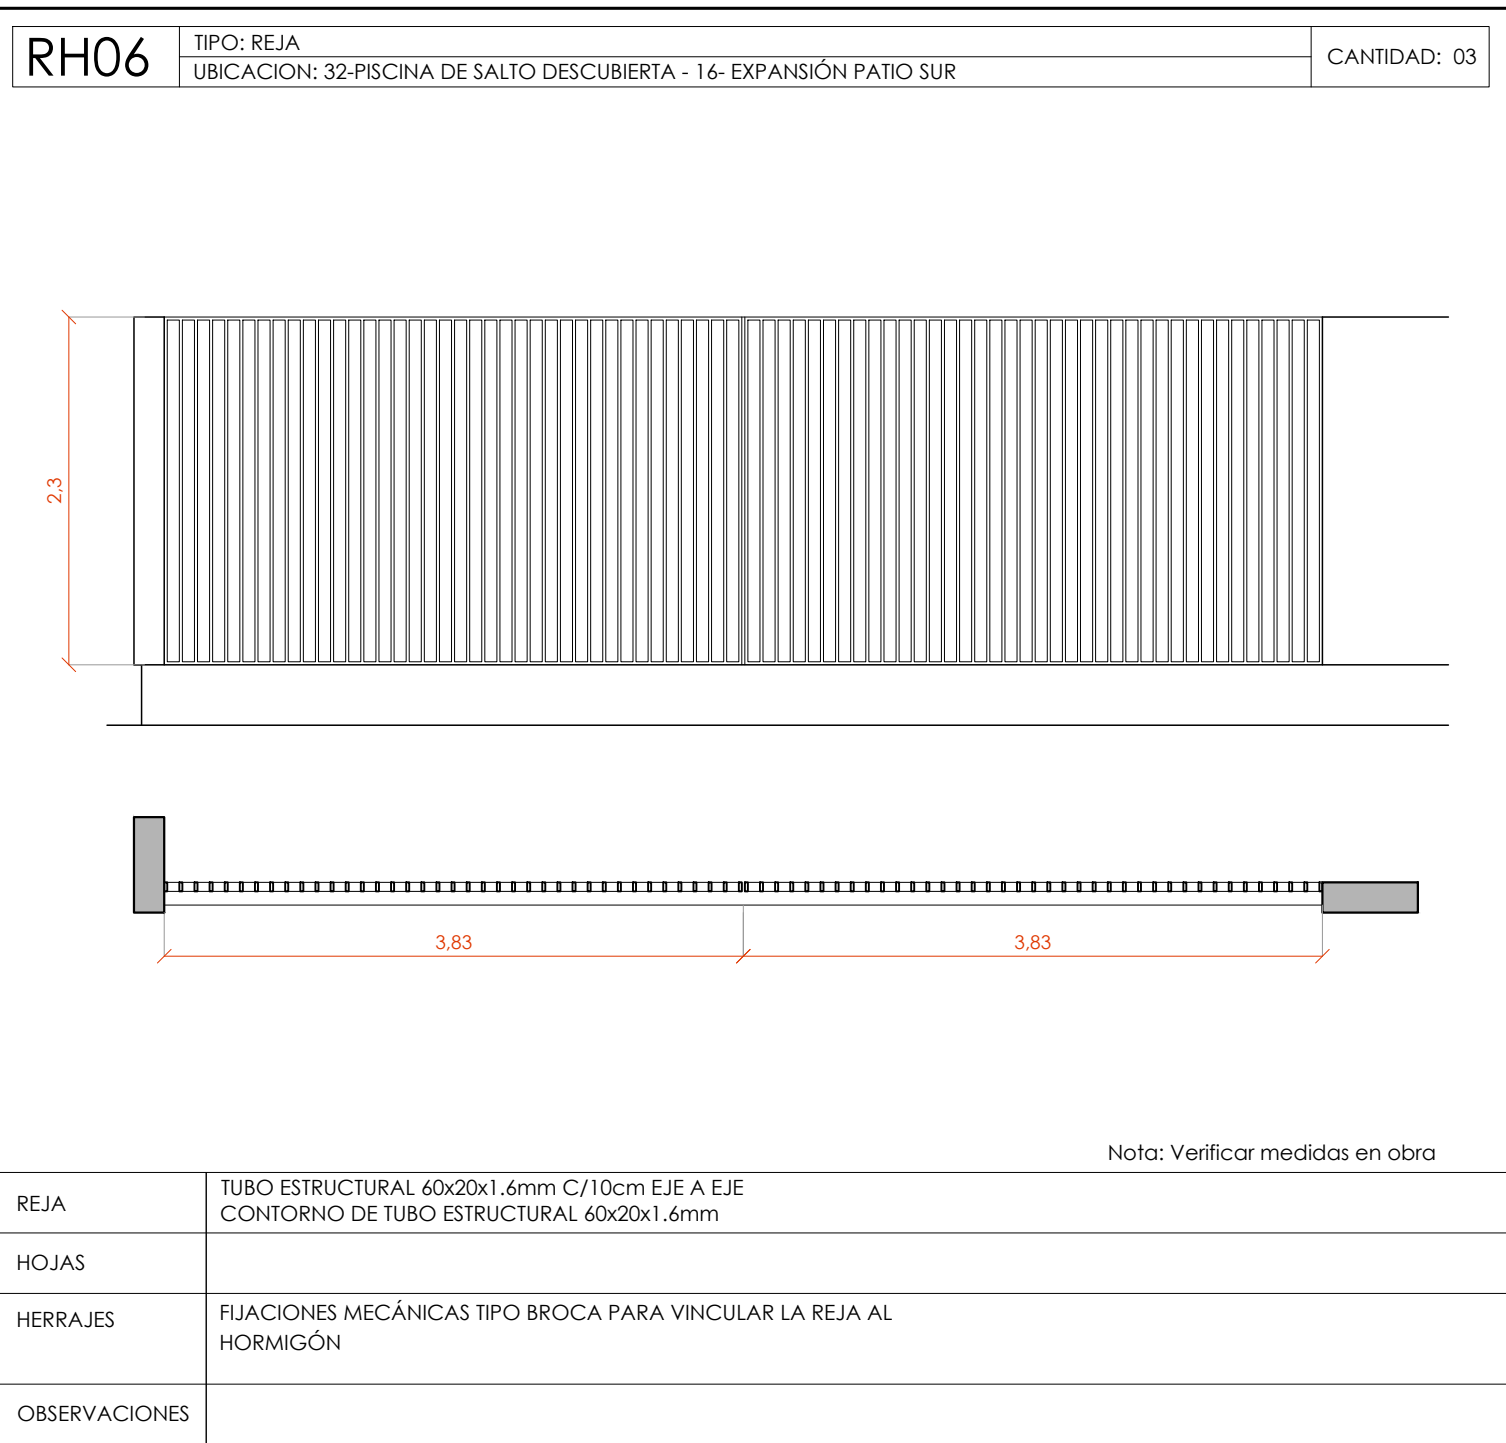 RH06
TIPO: REJA
UBICACION: 32-PISCINA DE SALTO DESCUBIERTA - 16- EXPANSIÓN PATIO SUR
CANTIDAD: 03
2,3
3,83
3,83
Nota: Verificar medidas en obra
REJA
TUBO ESTRUCTURAL 60x20x1.6mm C/10cm EJE A EJE
CONTORNO DE TUBO ESTRUCTURAL 60x20x1.6mm
HOJAS
HERRAJES
FIJACIONES MECÁNICAS TIPO BROCA PARA VINCULAR LA REJA AL
HORMIGÓN
OBSERVACIONES